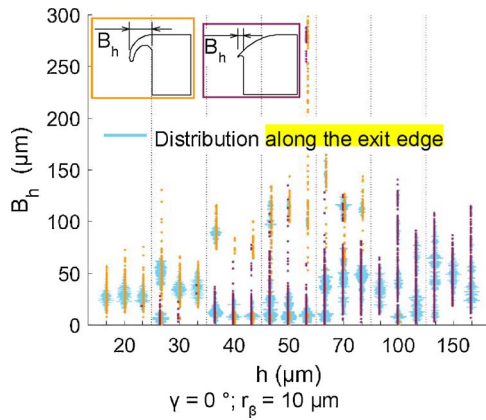 300
250
200
150
100
50
0
B_h (µm)
B_h
B_h
Distribution along the exit edge
20 30 40 50 70 100 150
h (µm)
γ = 0 °; r_β = 10 µm